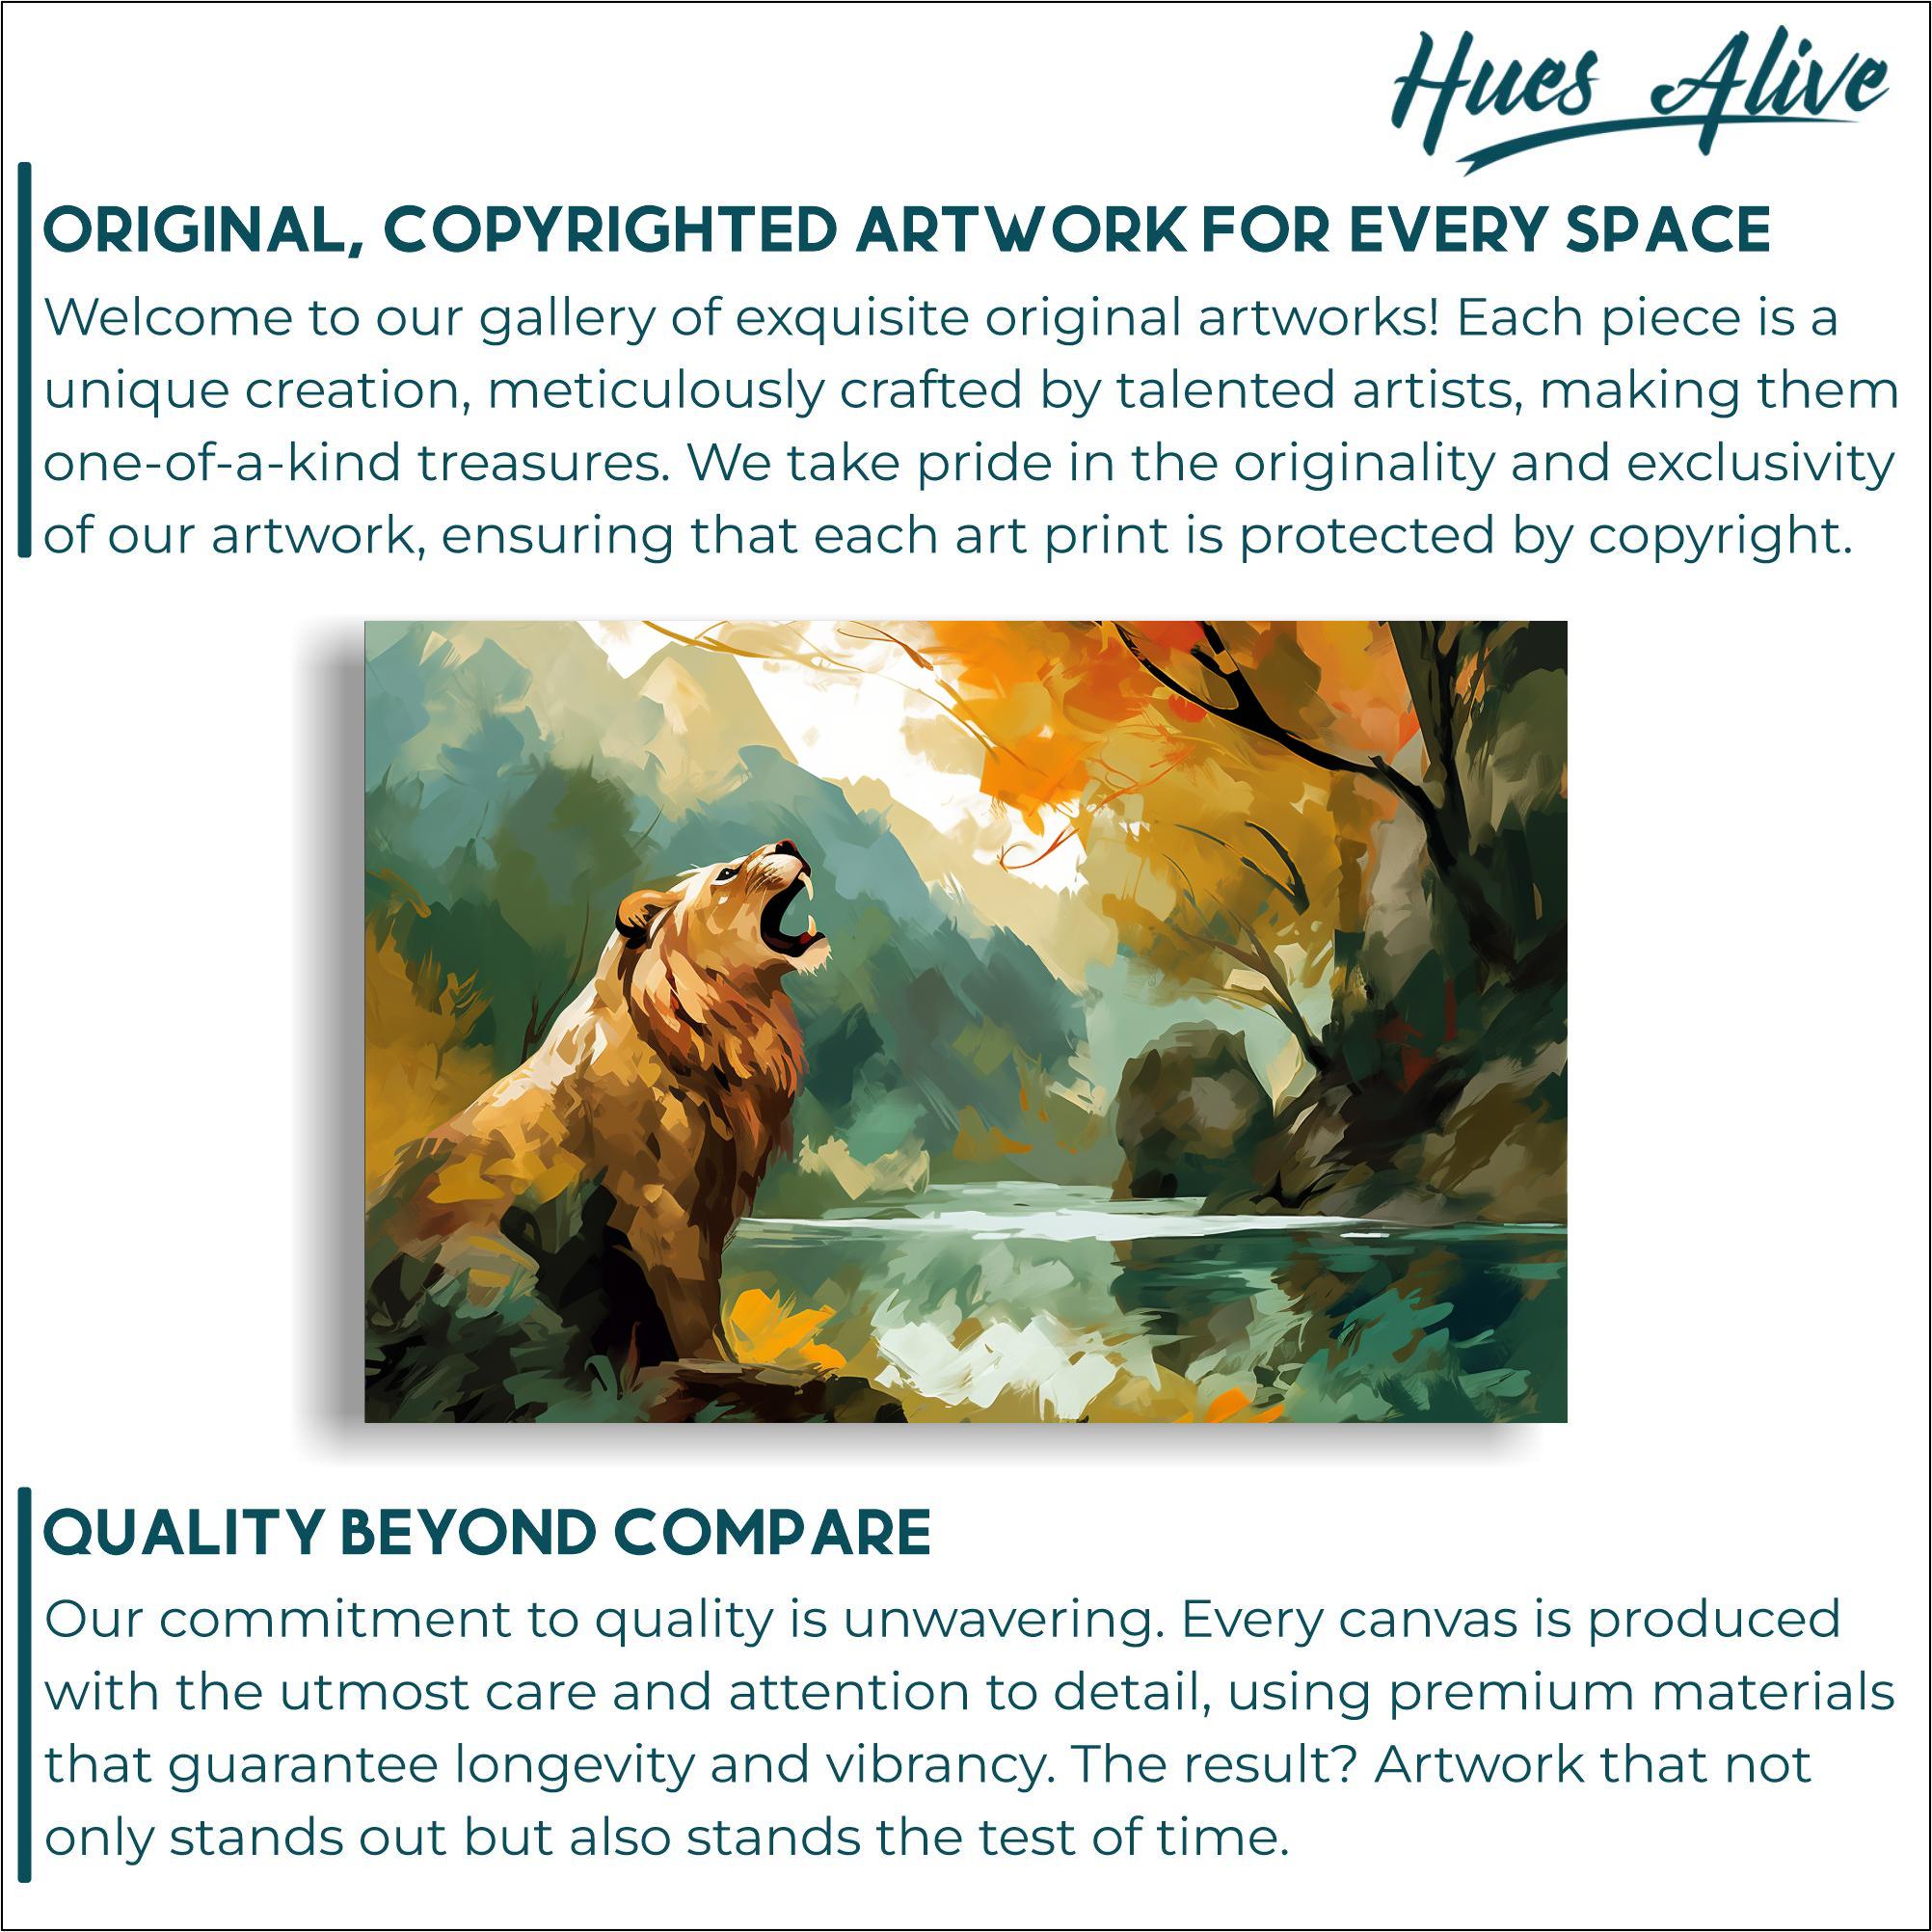 Hues Alive
ORIGINAL, COPYRIGHTED ARTWORK FOR EVERY SPACE
Welcome to our gallery of exquisite original artworks! Each piece is a
unique creation, meticulously crafted by talented artists, making them
one-of-a-kind treasures. We take pride in the originality and exclusivity
of our artwork, ensuring that each art print is protected by copyright.
QUALITY BEYOND COMPARE
Our commitment to quality is unwavering. Every canvas is produced
with the utmost care and attention to detail, using premium materials
that guarantee longevity and vibrancy. The result? Artwork that not
only stands out but also stands the test of time.